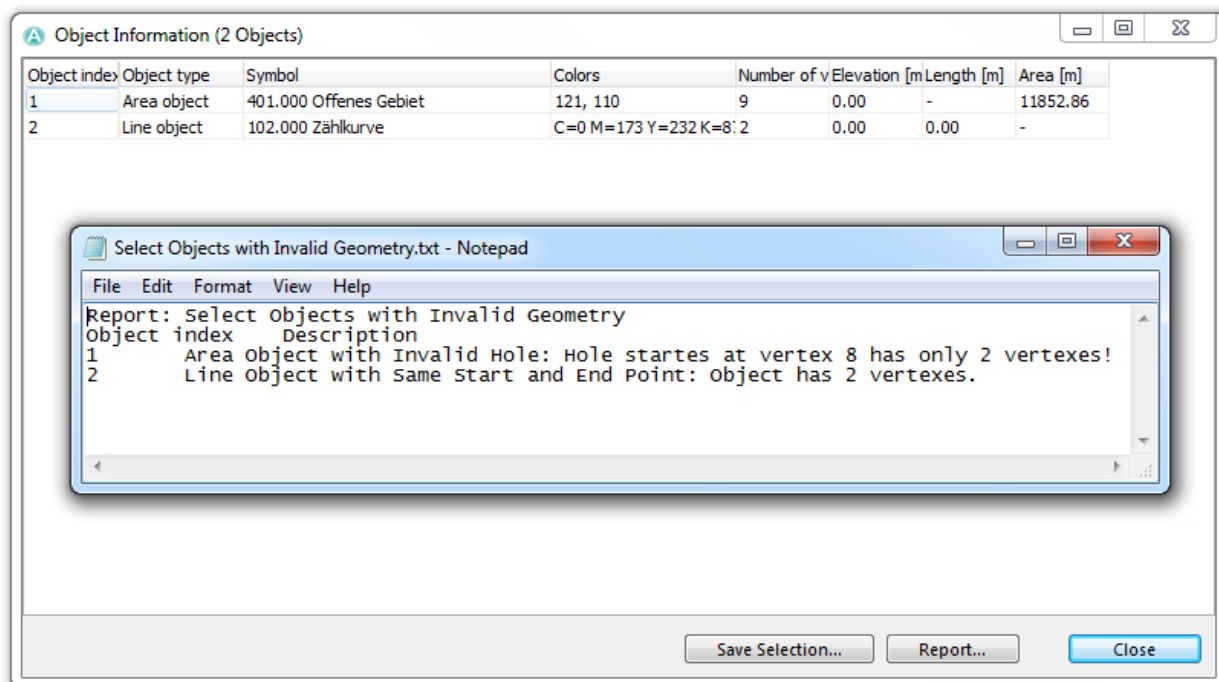 Object Information (2 Objects)
Object index Object type Symbol Colors Number of v Elevation [m Length [m] Area [m]
1 Area object 401.000 Offenes Gebiet 121, 110 9 0.00 - 11852.86
2 Line object 102.000 Zählkurve C=0 M=173 Y=232 K=8 2 0.00 0.00 -
Select Objects with Invalid Geometry.txt - Notepad
File Edit Format View Help
Report: Select Objects with Invalid Geometry
Object index Description
1 Area Object with Invalid Hole: Hole startes at vertex 8 has only 2 vertexes!
2 Line Object with Same Start and End Point: Object has 2 vertexes.
Save Selection... Report... Close